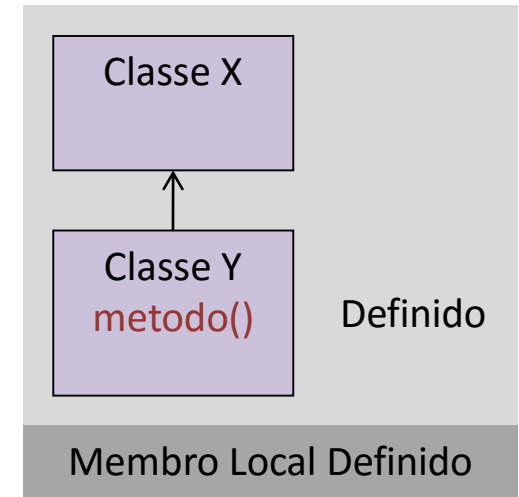 Classe X
Classe Y
metodo()
Definido
Membro Local Definido